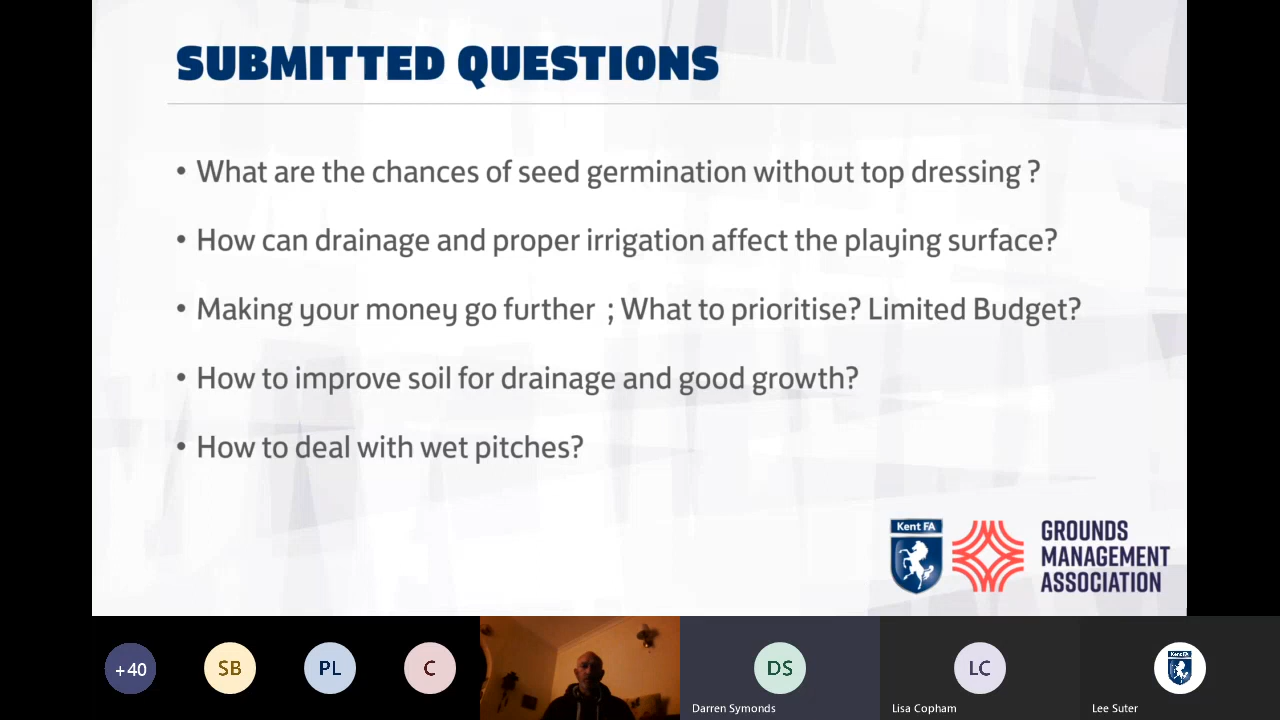 SUBMITTED QUESTIONS
• What are the chances of seed germination without top dressing ?
• How can drainage and proper irrigation affect the playing surface?
• Making your money go further ; What to prioritise? Limited Budget?
• How to improve soil for drainage and good growth?
• How to deal with wet pitches?
Kent FA
GROUNDS
MANAGEMENT
ASSOCIATION
+40
SB
PL
C
DS
LC
Kent FA
Darren Symonds
Lisa Copham
Lee Suter